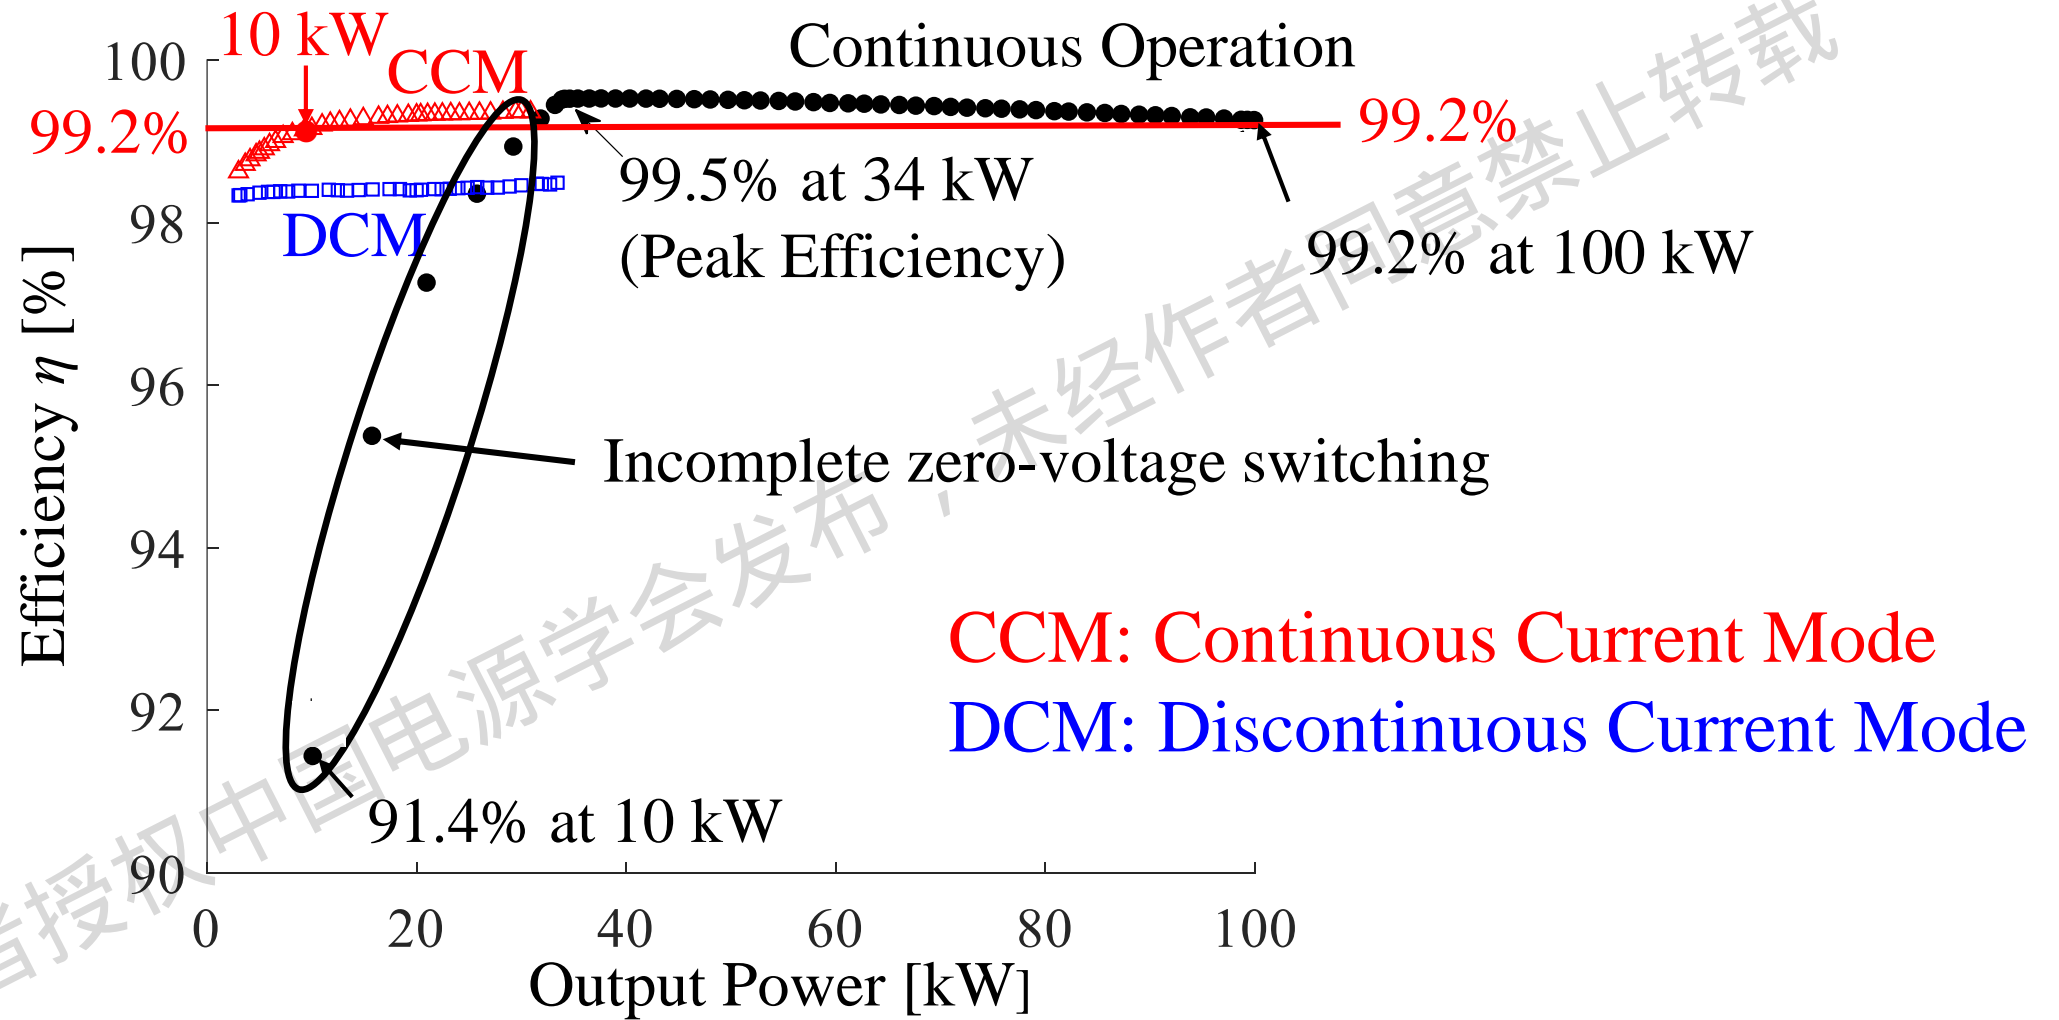 10 kW
CCM
Continuous Operation
100
99.2%
99.2%
99.5% at 34 kW
(Peak Efficiency)
98
DCM
99.2% at 100 kW
Efficiency η [%]
96
Incomplete zero-voltage switching
94
CCM: Continuous Current Mode
92
DCM: Discontinuous Current Mode
91.4% at 10 kW
90
0 20 40 60 80 100
Output Power [kW]
者授权中国电源学会发布，未经作者同意禁止转载